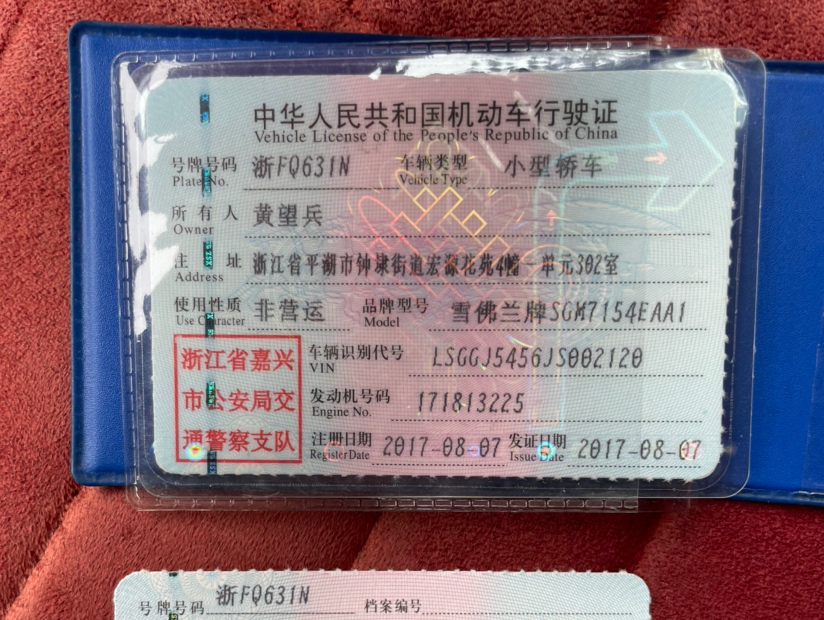 中华人民共和国机动车行驶证
Vehicle License of the People's Republic of China
号牌号码 浙FQ631N 车辆类型 小型轿车
Plate No. Vehicle Type
所有人 黄望兵
Owner
住址 浙江省平湖市钟埭街道宏源花苑4幢一单元302室
Address
使用性质 非营运 品牌型号 雪佛兰牌SGM7154EAA1
Use Character Model
浙江省嘉兴
市公安局交
通警察支队
车辆识别代号 LSGGJ5456JS002120
VIN
发动机号码 171813225
Engine No.
注册日期 2017-08-07 发证日期 2017-08-07
Register Date Issue Date
号牌号码 浙FQ631N 档案编号